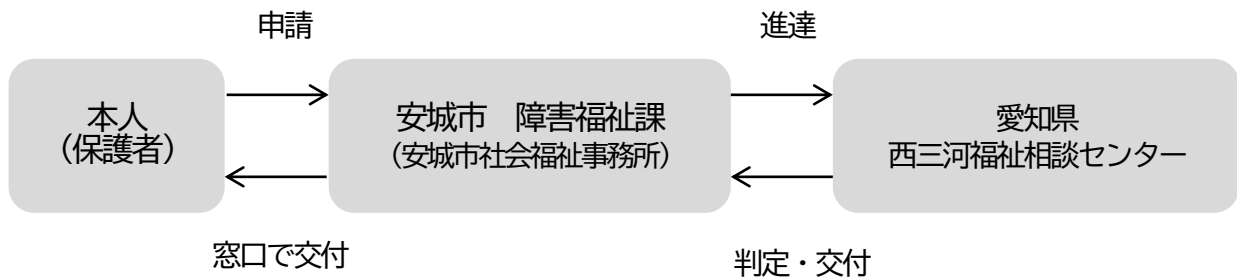 申請
進達
本人
（保護者）
安城市　障害福祉課
（安城市社会福祉事務所）
愛知県
西三河福祉相談センター
窓口で交付
判定・交付